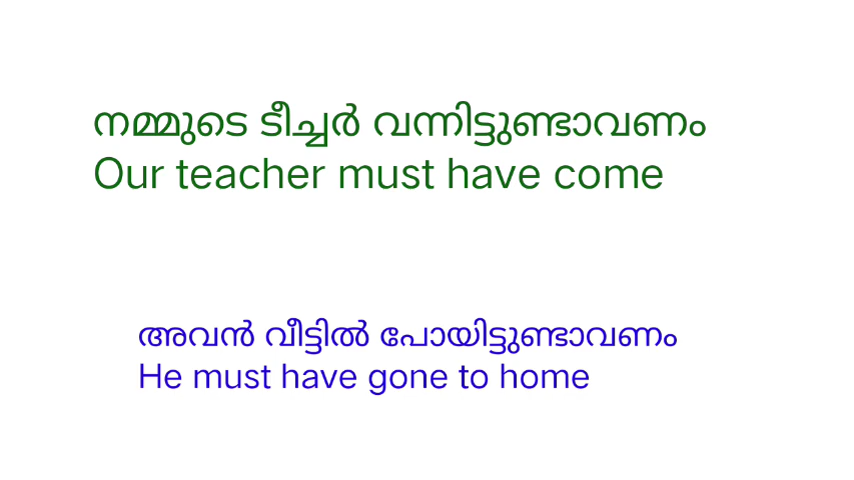 നമ്മുടെ ടീച്ചർ വന്നിട്ടുണ്ടാവണം
Our teacher must have come
അവൻ വീട്ടിൽ പോയിട്ടുണ്ടാവണം
He must have gone to home